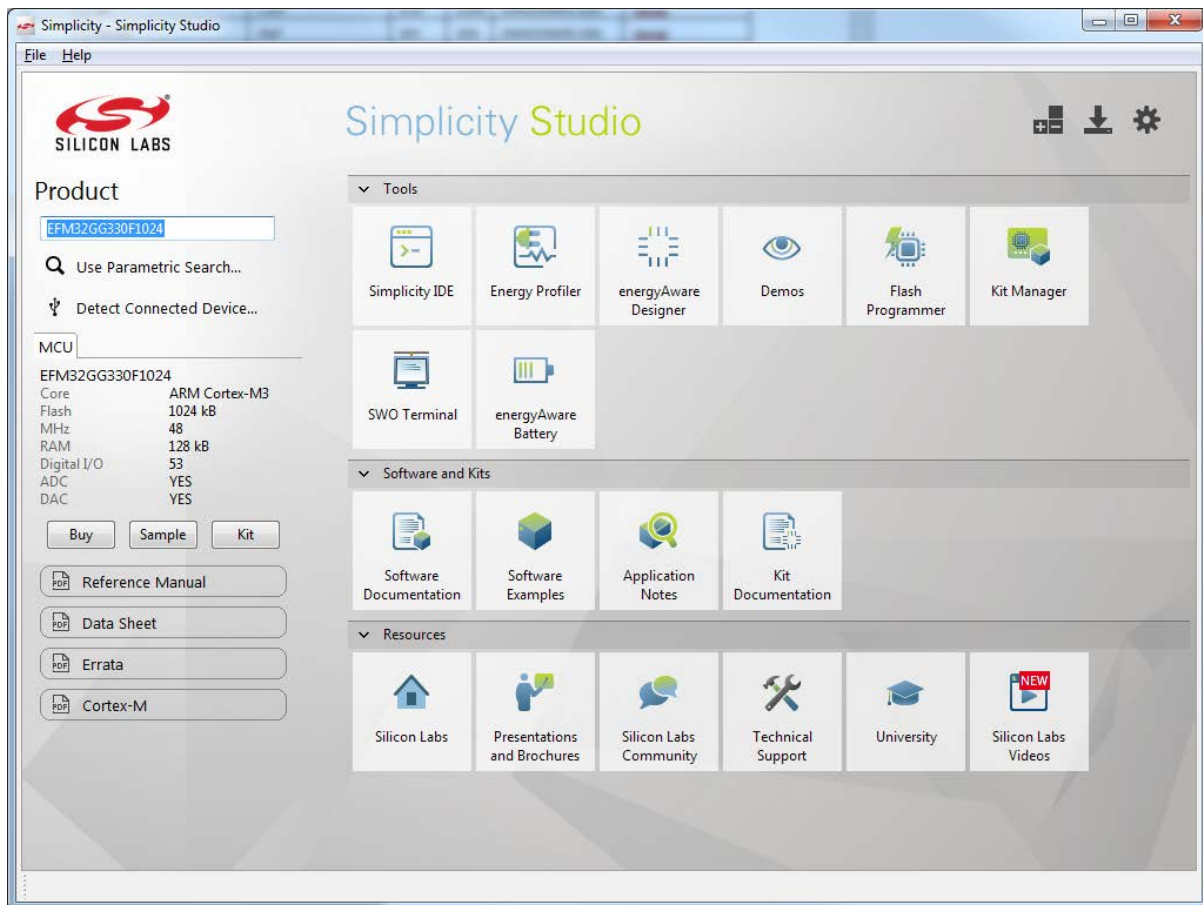 Simplicity - Simplicity Studio
File Help
SILICON LABS
Simplicity Studio
Product
EFM32GG330F1024
Use Parametric Search...
Detect Connected Device...
MCU
EFM32GG330F1024
Core ARM Cortex-M3
Flash 1024 kB
MHz 48
RAM 128 kB
Digital I/O 53
ADC YES
DAC YES
Buy Sample Kit
PDF Reference Manual
PDF Data Sheet
PDF Errata
PDF Cortex-M
Tools
Simplicity IDE Energy Profiler energyAware Demos Flash Kit Manager
Designer Programmer
SWO Terminal energyAware
Battery
Software and Kits
Software Software Application Kit
Documentation Examples Notes Documentation
Resources
NEW
Silicon Labs Presentations Silicon Labs Technical University Silicon Labs
and Brochures Community Support Videos